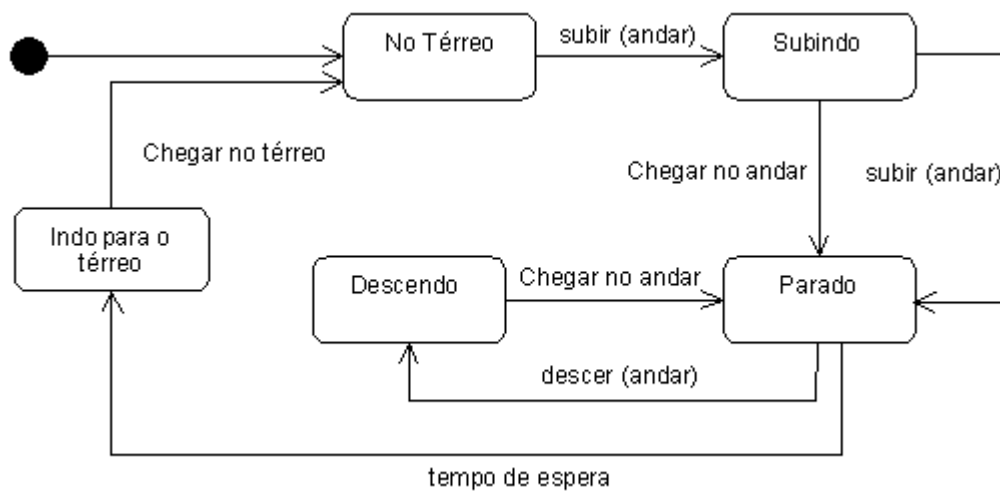 No Térreo
subir (andar)
Subindo
Chegar no térreo
Chegar no andar
subir (andar)
Indo para o
térreo
Descendo
Chegar no andar
Parado
descer (andar)
tempo de espera